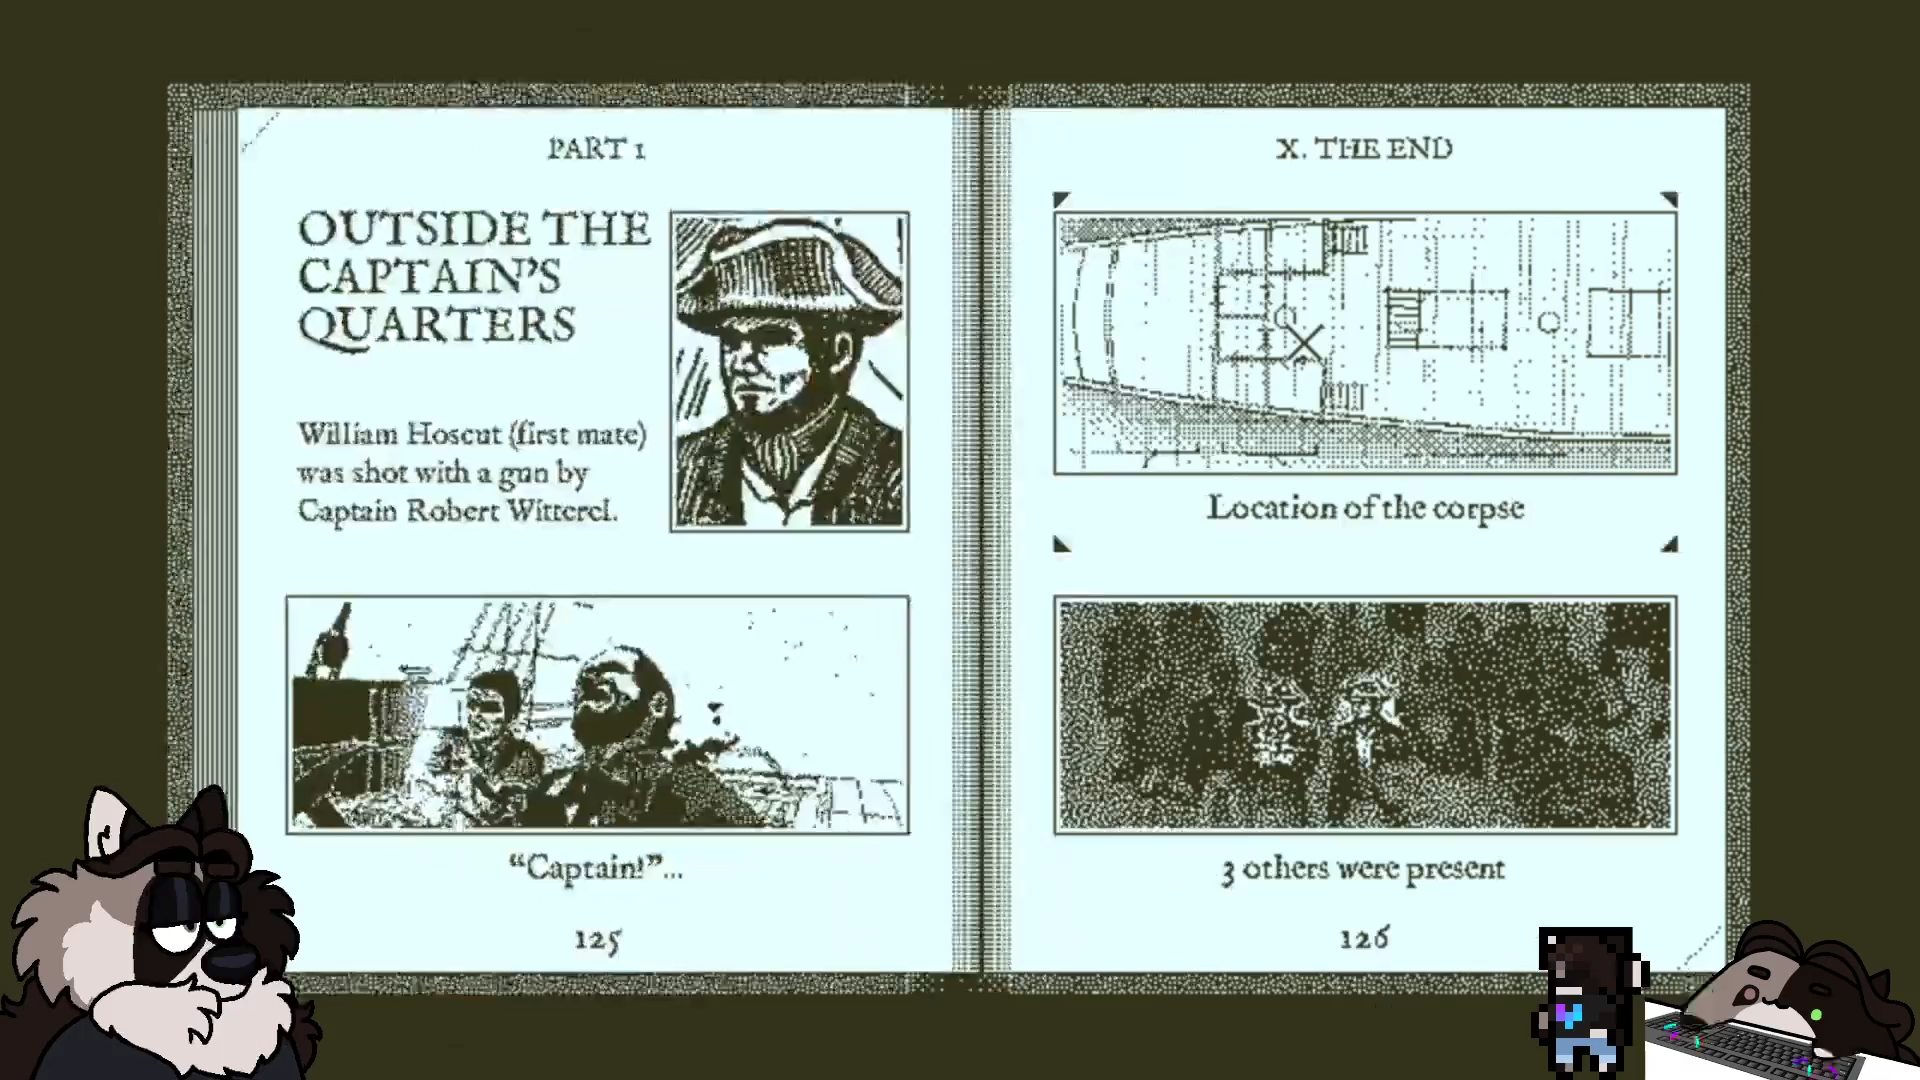 PART 1
OUTSIDE THE
CAPTAIN'S
QUARTERS
William Hoscut (first mate)
was shot with a gun by
Captain Robert Witterel.
“Captain!”...
125
X. THE END
Location of the corpse
3 others were present
126